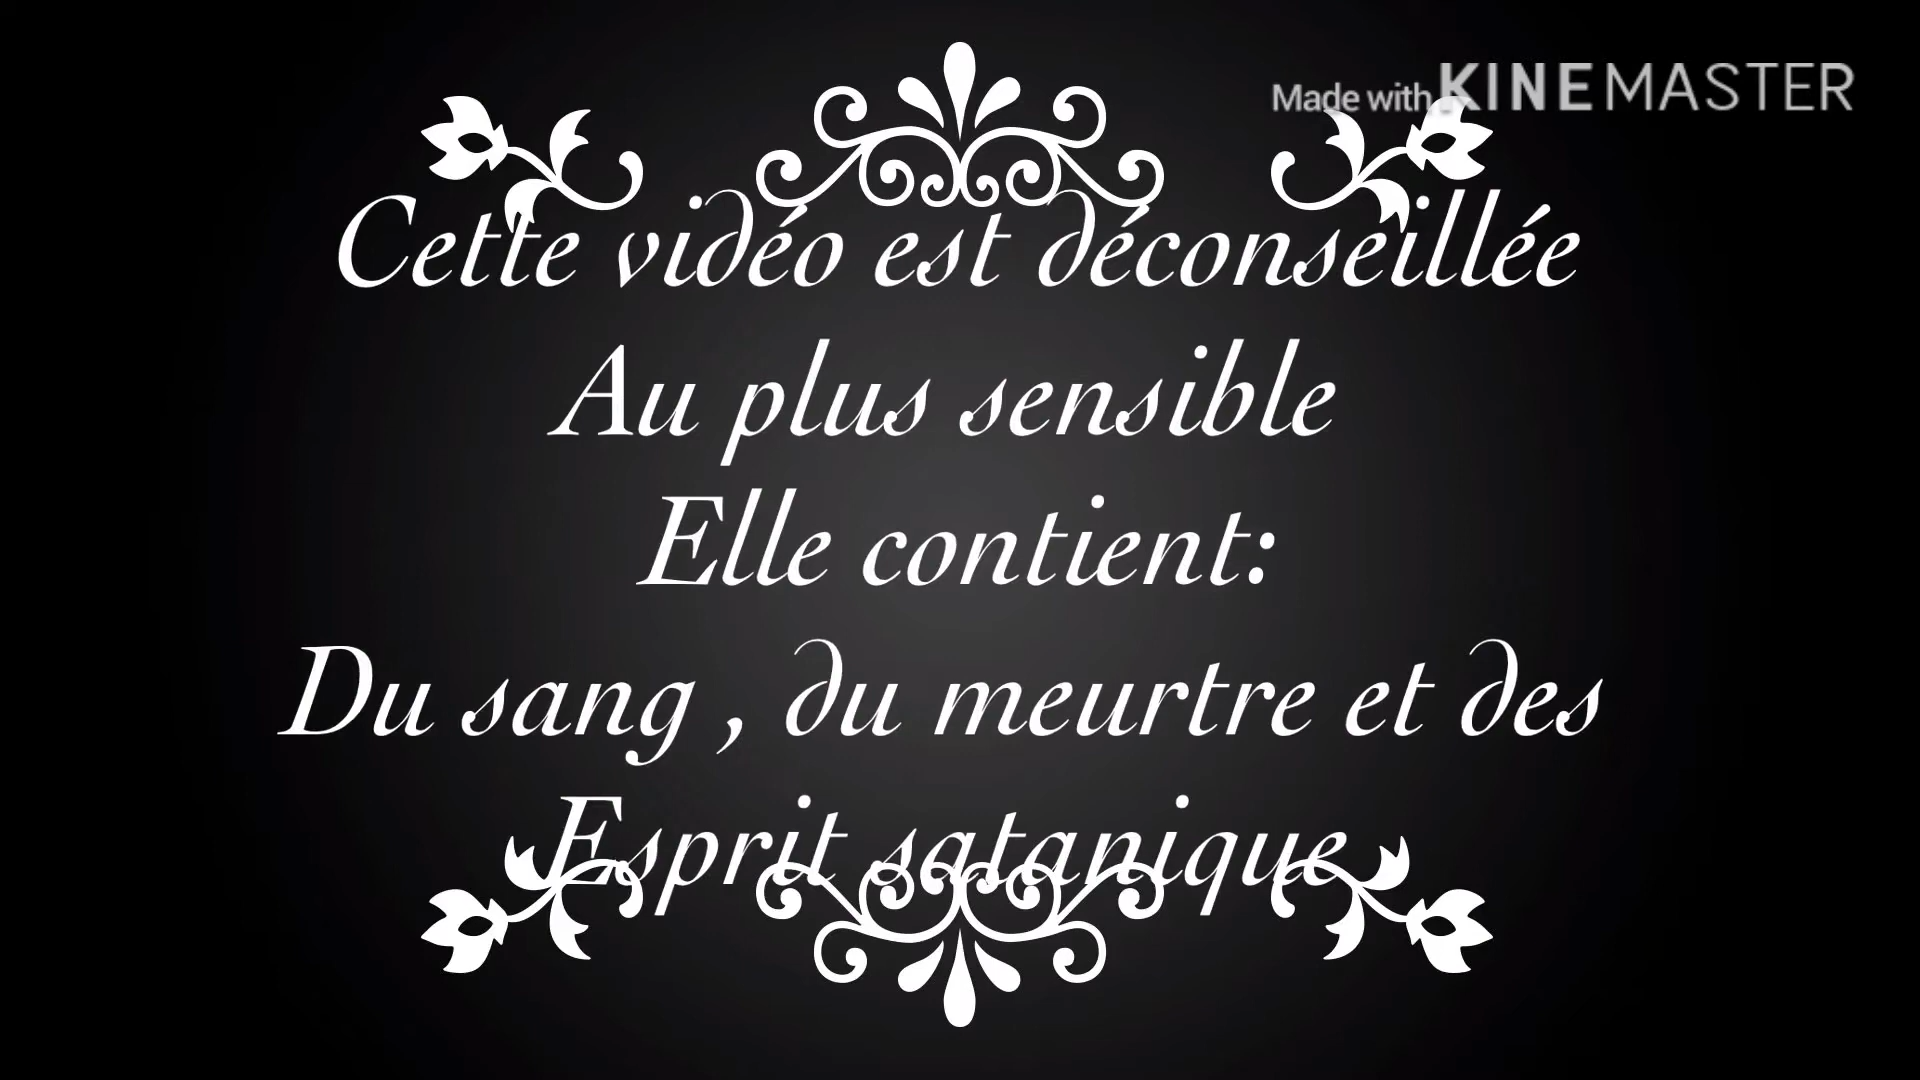 Made with KINEMASTER
Cette vidéo est déconseillée
Au plus sensible
Elle contient:
Du sang , du meurtre et des
Esprit satanique